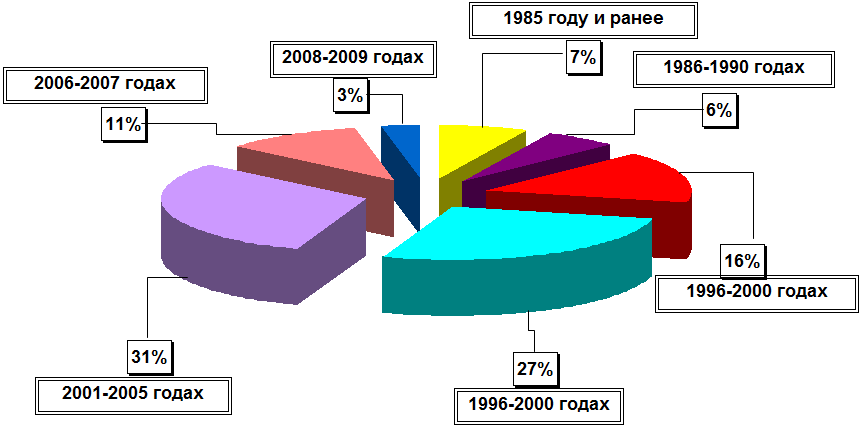 1985 году и ранее
7%
2008-2009 годах
3%
1986-1990 годах
6%
2006-2007 годах
11%
16%
1996-2000 годах
31%
2001-2005 годах
27%
1996-2000 годах